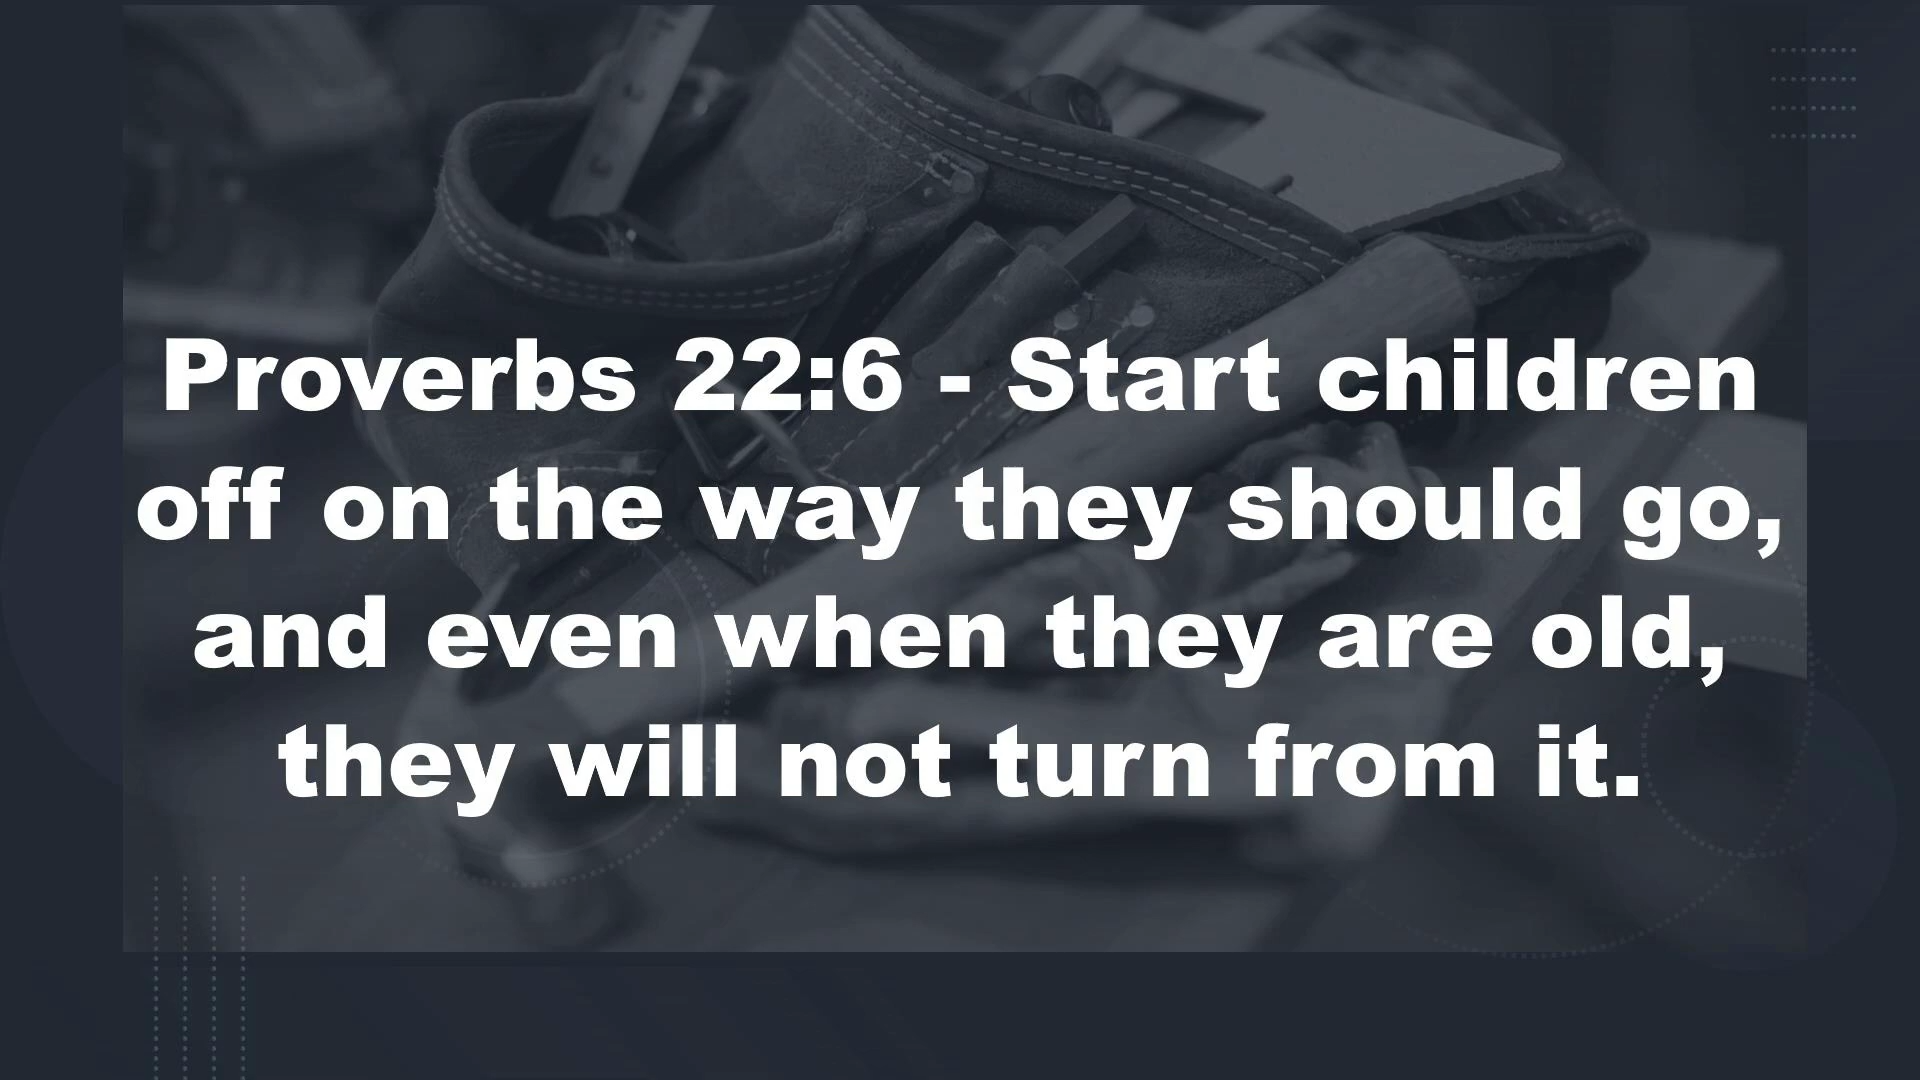 Proverbs 22:6 - Start children
off on the way they should go,
and even when they are old,
they will not turn from it.